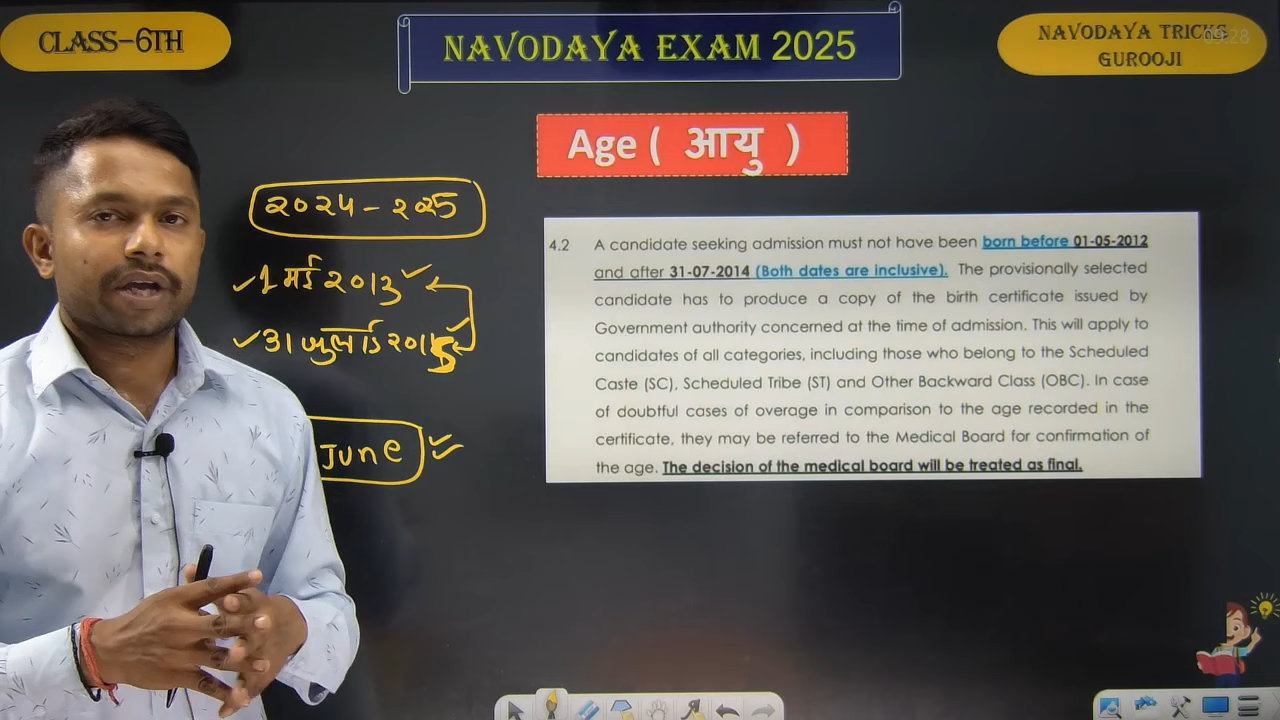 CLASS-6TH
NAVODAYA EXAM 2025
NAVODAYA TRICKS
GUROOJI
Age ( आयु )
२०२४ - २०२५
१ मई २०१३
31 जुलाई २०१5
June
4.2 A candidate seeking admission must not have been born before 01-05-2012
and after 31-07-2014 (Both dates are inclusive). The provisionally selected
candidate has to produce a copy of the birth certificate issued by
Government authority concerned at the time of admission. This will apply to
candidates of all categories, including those who belong to the Scheduled
Caste (SC), Scheduled Tribe (ST) and Other Backward Class (OBC). In case
of doubtful cases of overage in comparison to the age recorded in the
certificate, they may be referred to the Medical Board for confirmation of
the age. The decision of the medical board will be treated as final.